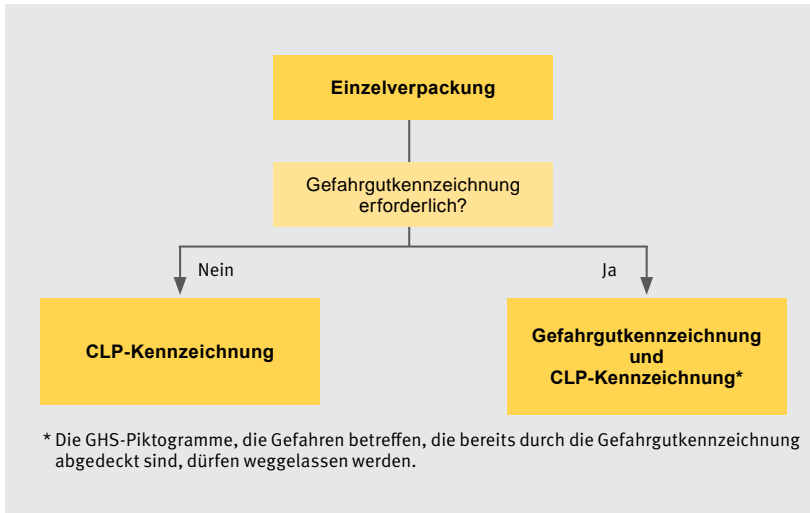 Einzelverpackung
Gefahrgutkennzeichnung
erforderlich?
Nein
Ja
CLP-Kennzeichnung
Gefahrgutkennzeichnung
und
CLP-Kennzeichnung*
* Die GHS-Piktogramme, die Gefahren betreffen, die bereits durch die Gefahrgutkennzeichnung
abgedeckt sind, dürfen weggelassen werden.